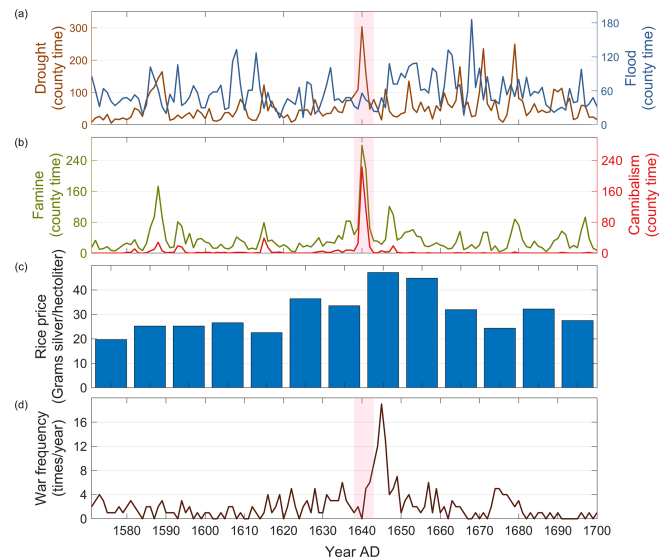 (a)
Drought
(county time)
300
200
100
0
180
120
60
0
Flood
(county time)
(b)
Famine
(county time)
240
160
80
0
240
160
80
0
Cannibalism
(county time)
(c)
Rice price
(Grams silver/hectoliter)
40
30
20
10
0
(d)
War frequency
(times/year)
16
12
8
4
0
1580 1590 1600 1610 1620 1630 1640 1650 1660 1670 1680 1690 1700
Year AD